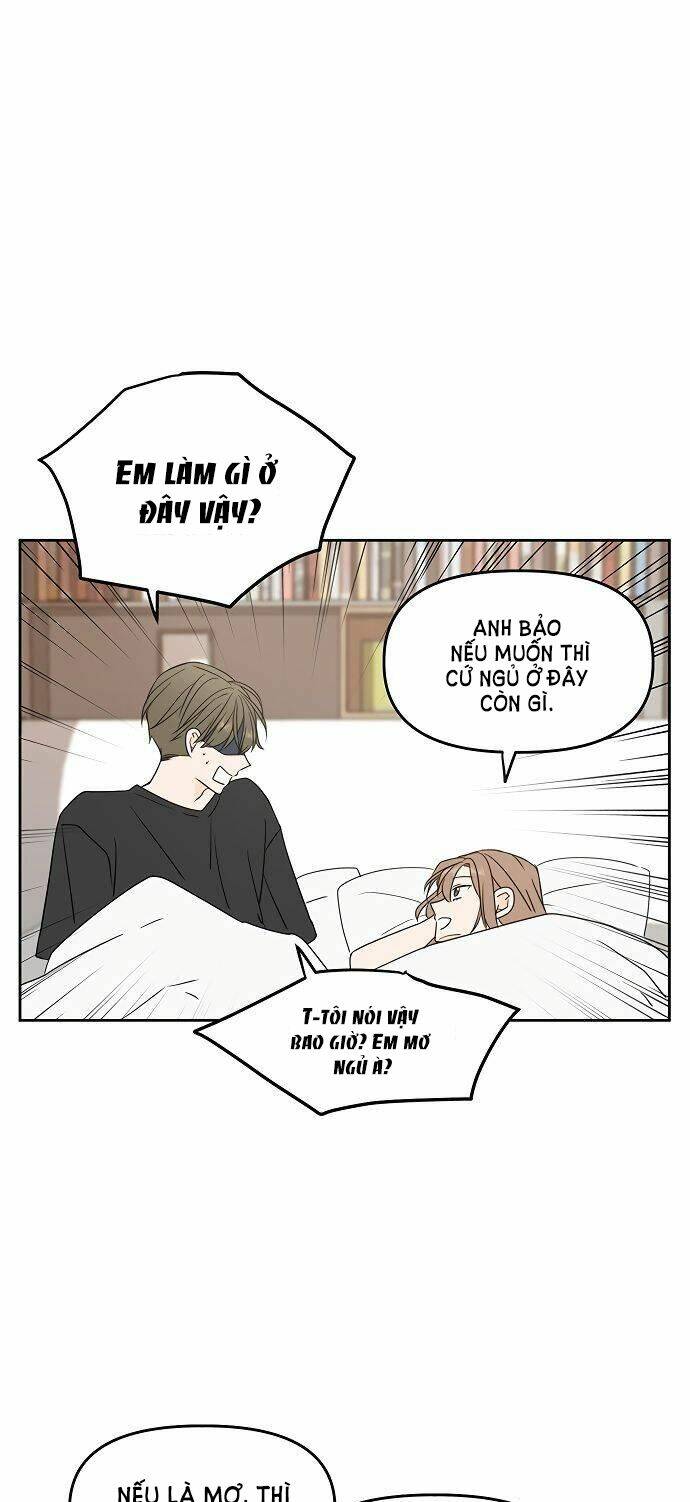 EM LÀM GÌ Ở
ĐÂY VẬY?
ANH BẢO
NẾU MUỐN THÌ
CỨ NGỦ Ở ĐÂY
CÒN GÌ.
T-TÔI NÓI VẬY
BAO GIỜ? EM MƠ
NGỦ À?
NẾU LÀ MƠ, THÌ